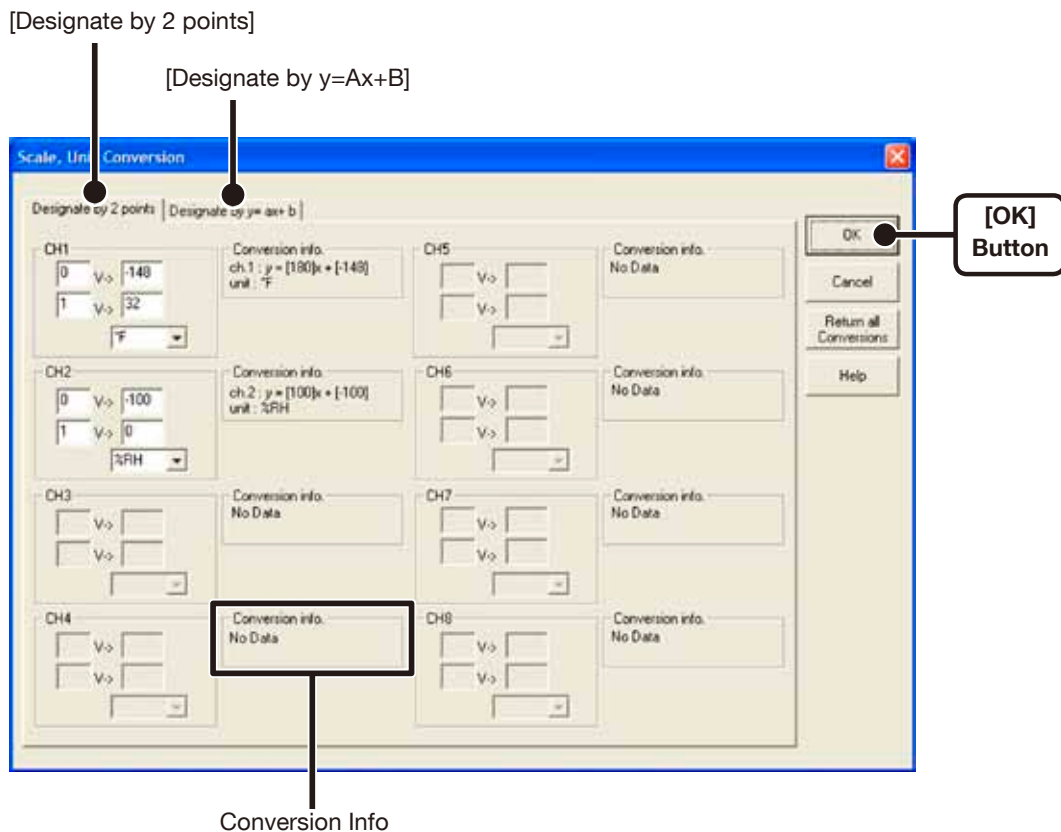 [Designate by 2 points]
[Designate by y=Ax+B]
Scale, Unit Conversion
Designate by 2 points
Designate by y= ax+ b
CH1
0 V-> -148
1 V-> 32
°F
Conversion info.
ch.1 : y = [180]x + [-148]
unit : °F
CH5
V->
V->
Conversion info.
No Data
CH2
0 V-> -100
1 V-> 0
%RH
Conversion info.
ch.2 : y = [100]x + [-100]
unit : %RH
CH6
V->
V->
Conversion info.
No Data
CH3
V->
V->
Conversion info.
No Data
CH7
V->
V->
Conversion info.
No Data
CH4
V->
V->
Conversion info.
No Data
CH8
V->
V->
Conversion info.
No Data
OK
Cancel
Return all
Conversions
Help
[OK]
Button
Conversion Info